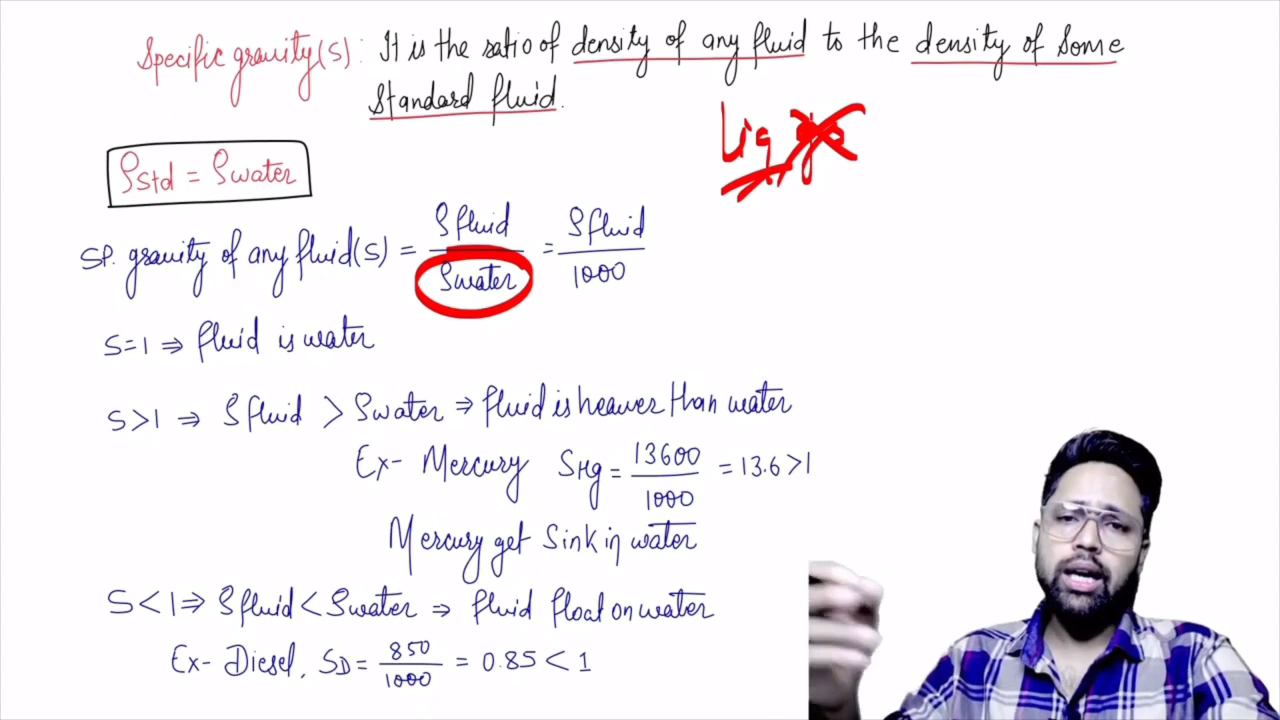 Specific gravity(S): It is the ratio of density of any fluid to the density of Some
Standard fluid.
Liq
ρstd = ρwater
SP. gravity of any fluid(S) = ρfluid / ρwater = ρfluid / 1000
S=1 ⇒ fluid is water
S>1 ⇒ ρfluid > ρwater ⇒ fluid is heavier than water
Ex- Mercury SHg = 13600 / 1000 = 13.6 >1
Mercury get Sink in water
S<1 ⇒ ρfluid < ρwater ⇒ fluid float on water
Ex- Diesel, SD = 850 / 1000 = 0.85 < 1